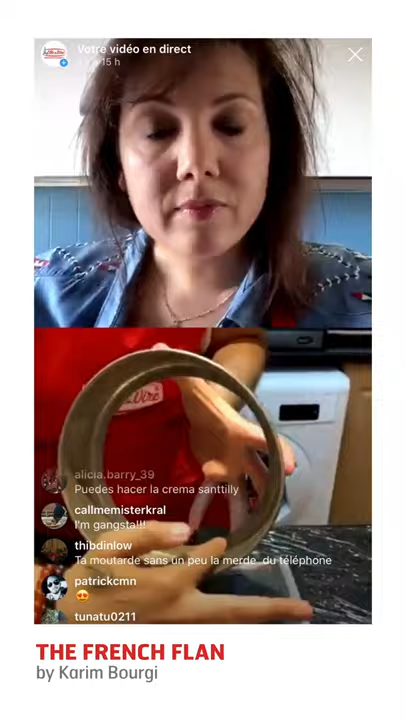 Votre vidéo en direct
15 h
alicia.barry_39
Puedes hacer la crema santtilly
callmemisterkral
I'm gangsta!!!
thibdinlow
Ta moutarde sans un peu la merde du téléphone
patrickcmn
😍
tunatu0211
THE FRENCH FLAN
by Karim Bourgi